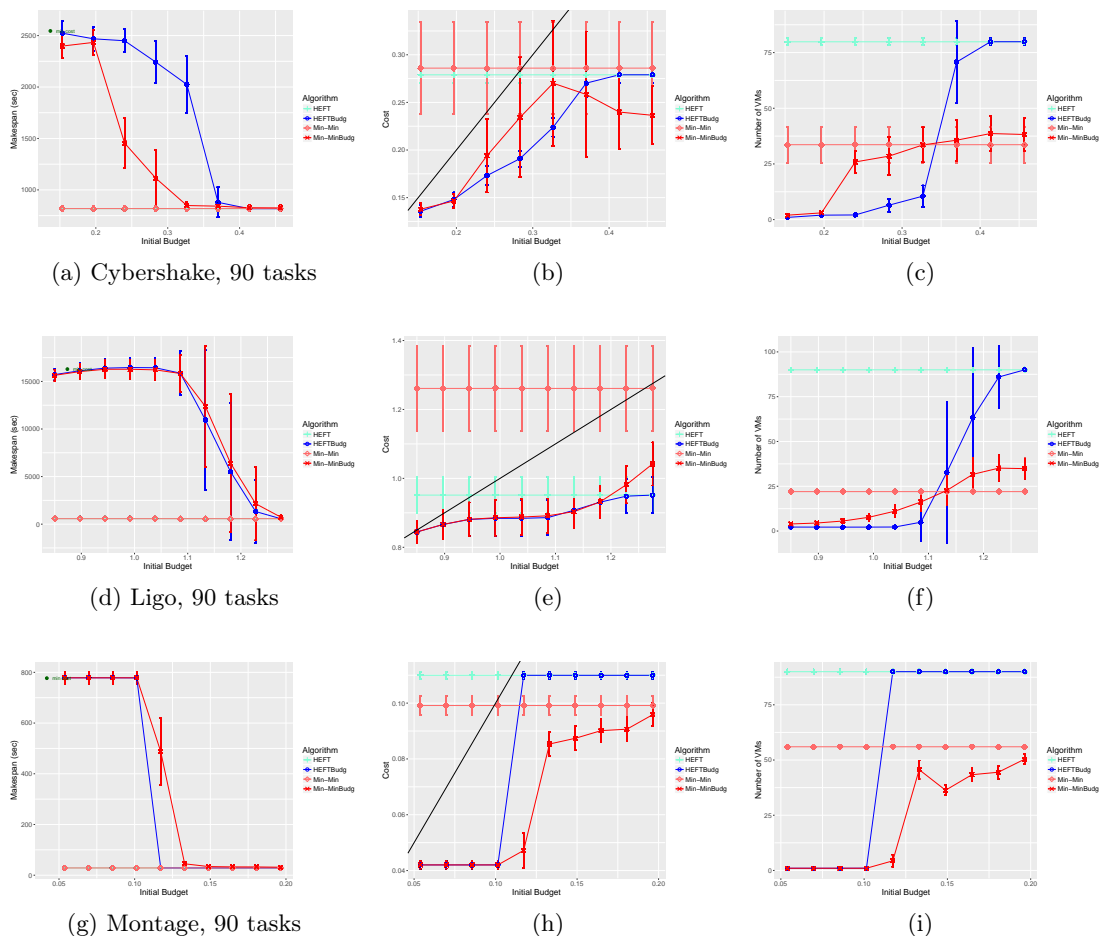 2500
2000
1500
1000
Makespan (sec)
0.2
0.3
0.4
Initial Budget
Algorithm
HEFT
HEFTBudg
Min−Min
Min−MinBudg
0.30
0.25
0.20
0.15
Cost
0.2
0.3
0.4
Initial Budget
Algorithm
HEFT
HEFTBudg
Min−Min
Min−MinBudg
75
50
25
0
Number of VMs
0.2
0.3
0.4
Initial Budget
Algorithm
HEFT
HEFTBudg
Min−Min
Min−MinBudg
(a) Cybershake, 90 tasks
(b)
(c)
15000
10000
5000
0
Makespan (sec)
0.9
1.0
1.1
1.2
Initial Budget
Algorithm
HEFT
HEFTBudg
Min−Min
Min−MinBudg
1.4
1.2
1.0
0.8
Cost
0.9
1.0
1.1
1.2
Initial Budget
Algorithm
HEFT
HEFTBudg
Min−Min
Min−MinBudg
100
75
50
25
0
Number of VMs
0.9
1.0
1.1
1.2
Initial Budget
Algorithm
HEFT
HEFTBudg
Min−Min
Min−MinBudg
(d) Ligo, 90 tasks
(e)
(f)
800
600
400
200
0
Makespan (sec)
0.05
0.10
0.15
0.20
Initial Budget
Algorithm
HEFT
HEFTBudg
Min−Min
Min−MinBudg
0.10
0.08
0.06
0.04
Cost
0.05
0.10
0.15
0.20
Initial Budget
Algorithm
HEFT
HEFTBudg
Min−Min
Min−MinBudg
75
50
25
0
Number of VMs
0.05
0.10
0.15
0.20
Initial Budget
Algorithm
HEFT
HEFTBudg
Min−Min
Min−MinBudg
(g) Montage, 90 tasks
(h)
(i)